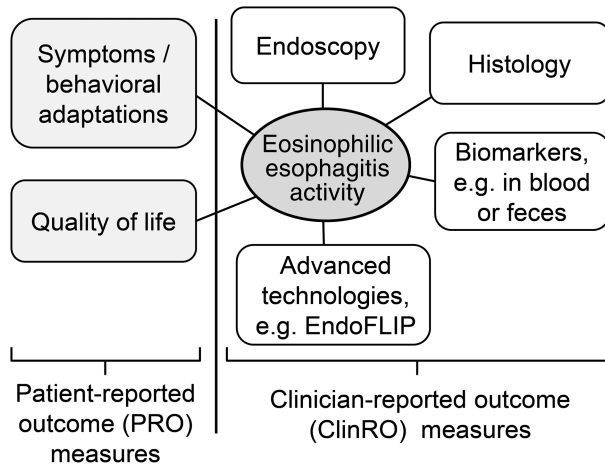 Symptoms /
behavioral
adaptations
Quality of life
Endoscopy
Histology
Eosinophilic
esophagitis
activity
Biomarkers,
e.g. in blood
or feces
Advanced
technologies,
e.g. EndoFLIP
Patient-reported
outcome (PRO)
measures
Clinician-reported outcome
(ClinRO) measures